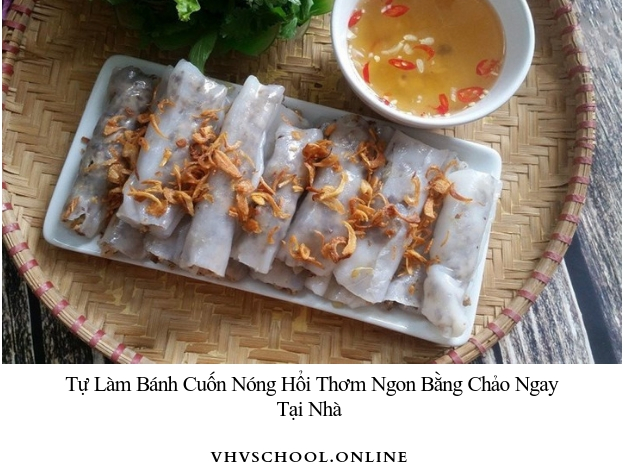 Tự Làm Bánh Cuốn Nóng Hổi Thơm Ngon Bằng Chảo Ngay
Tại Nhà
VHVSCHOOL.ONLINE